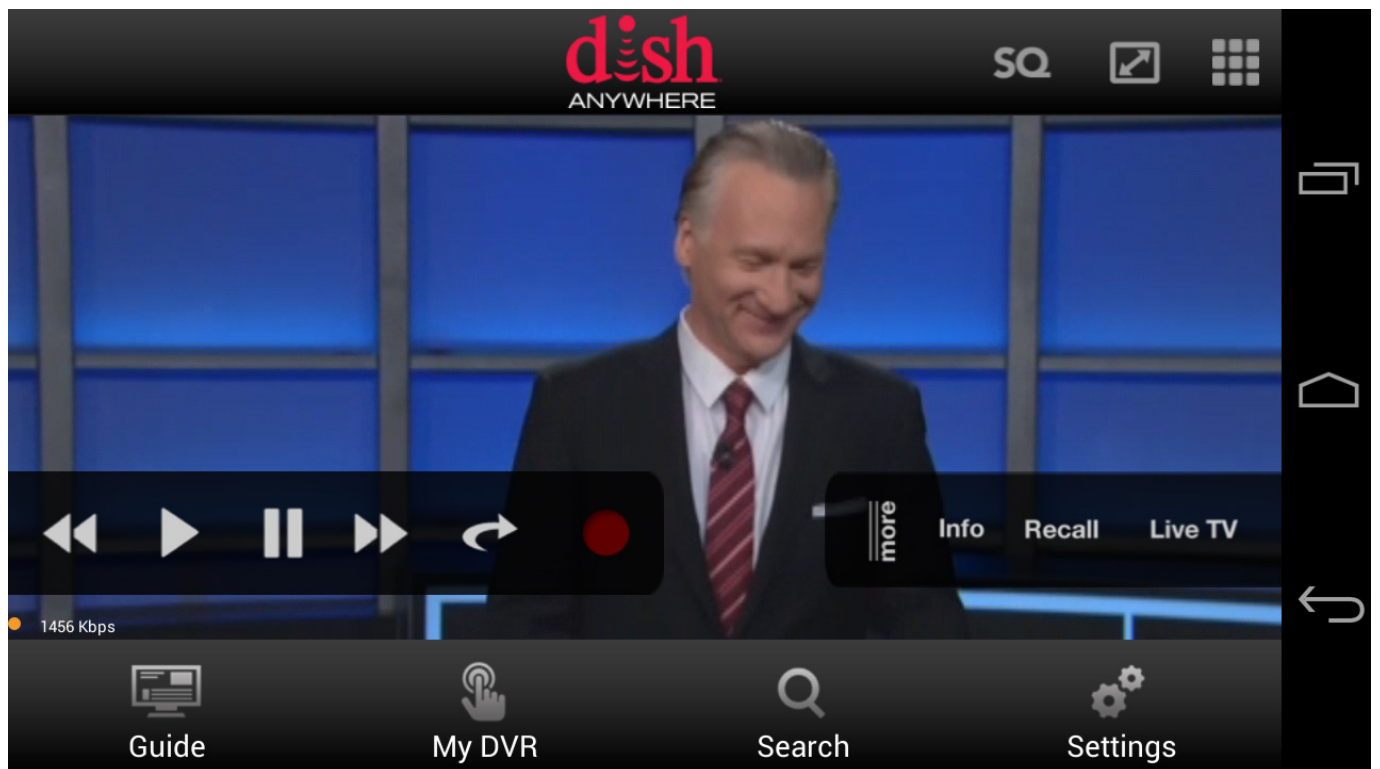 dish
ANYWHERE
SQ
more
Info
Recall
Live TV
1456 Kbps
Guide
My DVR
Search
Settings